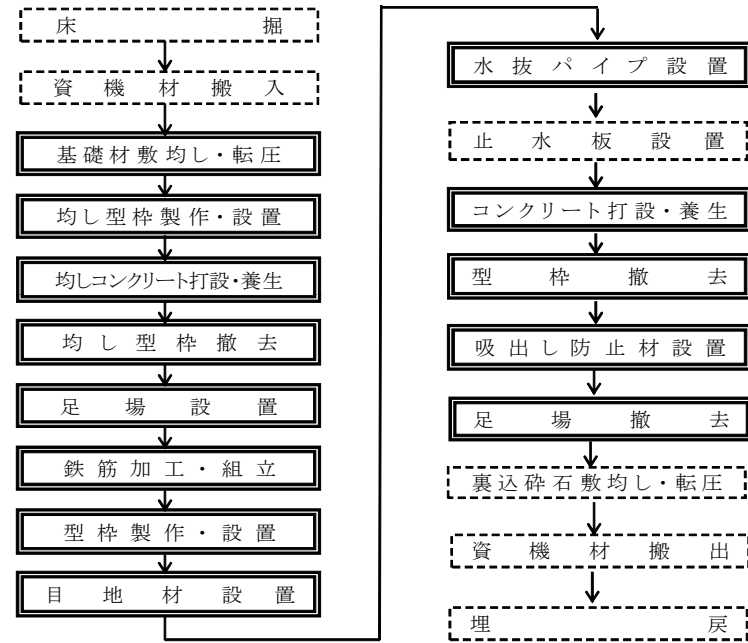 床掘
資機材搬入
基礎材敷均し・転圧
均し型枠製作・設置
均しコンクリート打設・養生
均し型枠撤去
足場設置
鉄筋加工・組立
型枠製作・設置
目地材設置
水抜パイプ設置
止水板設置
コンクリート打設・養生
型枠撤去
吸出し防止材設置
足場撤去
裏込砕石敷均し・転圧
資機材搬出
埋戻